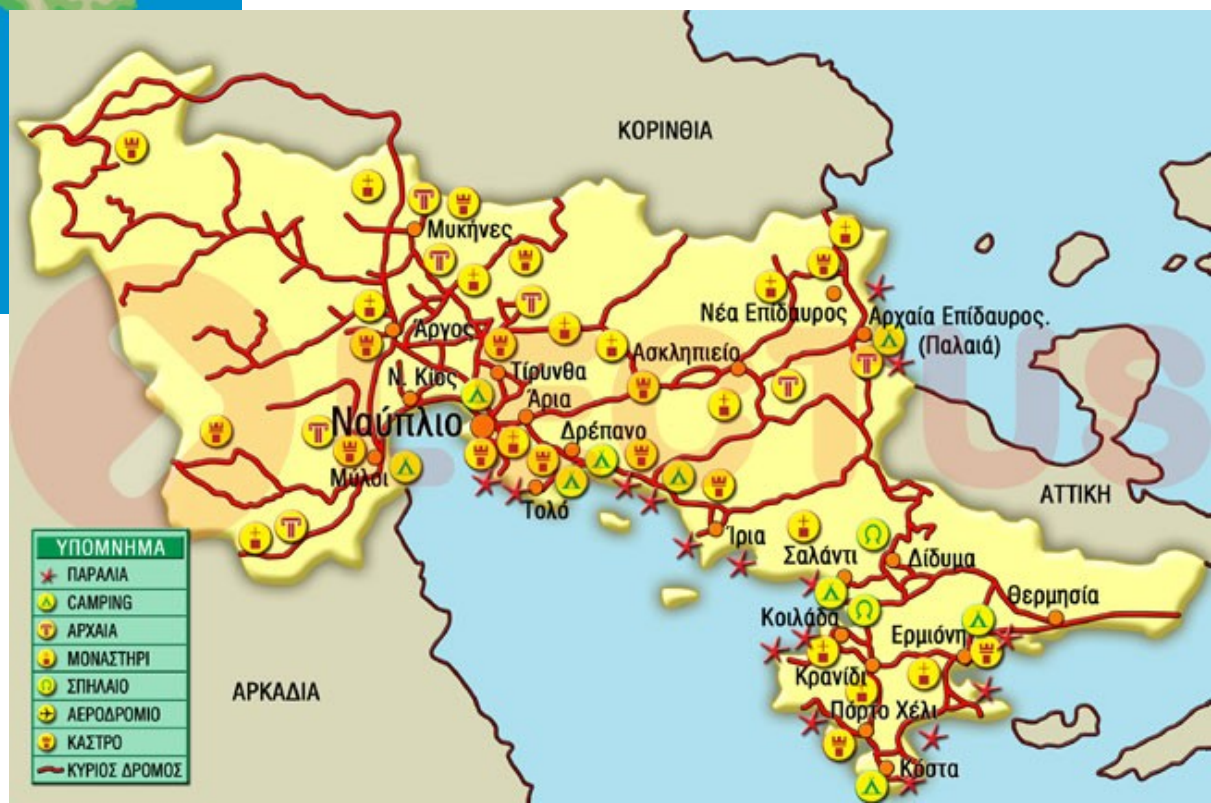 ΚΟΡΙΝΘΙΑ
Μυκήνες
Νέα Επίδαυρος
Αρχαία Επίδαυρος.
(Παλαιά)
Άργος
Ασκληπιείο
Τίρυνθα
Ν. Κίος
Άρια
Ναύπλιο
Δρέπανο
Μύλοι
Τολό
ΑΤΤΙΚΗ
Ίρια
Σαλάντι
Δίδυμα
Θερμησία
Κοιλάδα
Ερμιόνη
Κρανίδι
ΑΡΚΑΔΙΑ
Πόρτο Χέλι
Κόστα
ΥΠΟΜΝΗΜΑ
ΠΑΡΑΛΙΑ
CAMPING
ΑΡΧΑΙΑ
ΜΟΝΑΣΤΗΡΙ
ΣΠΗΛΑΙΟ
ΑΕΡΟΔΡΟΜΙΟ
ΚΑΣΤΡΟ
ΚΥΡΙΟΣ ΔΡΟΜΟΣ